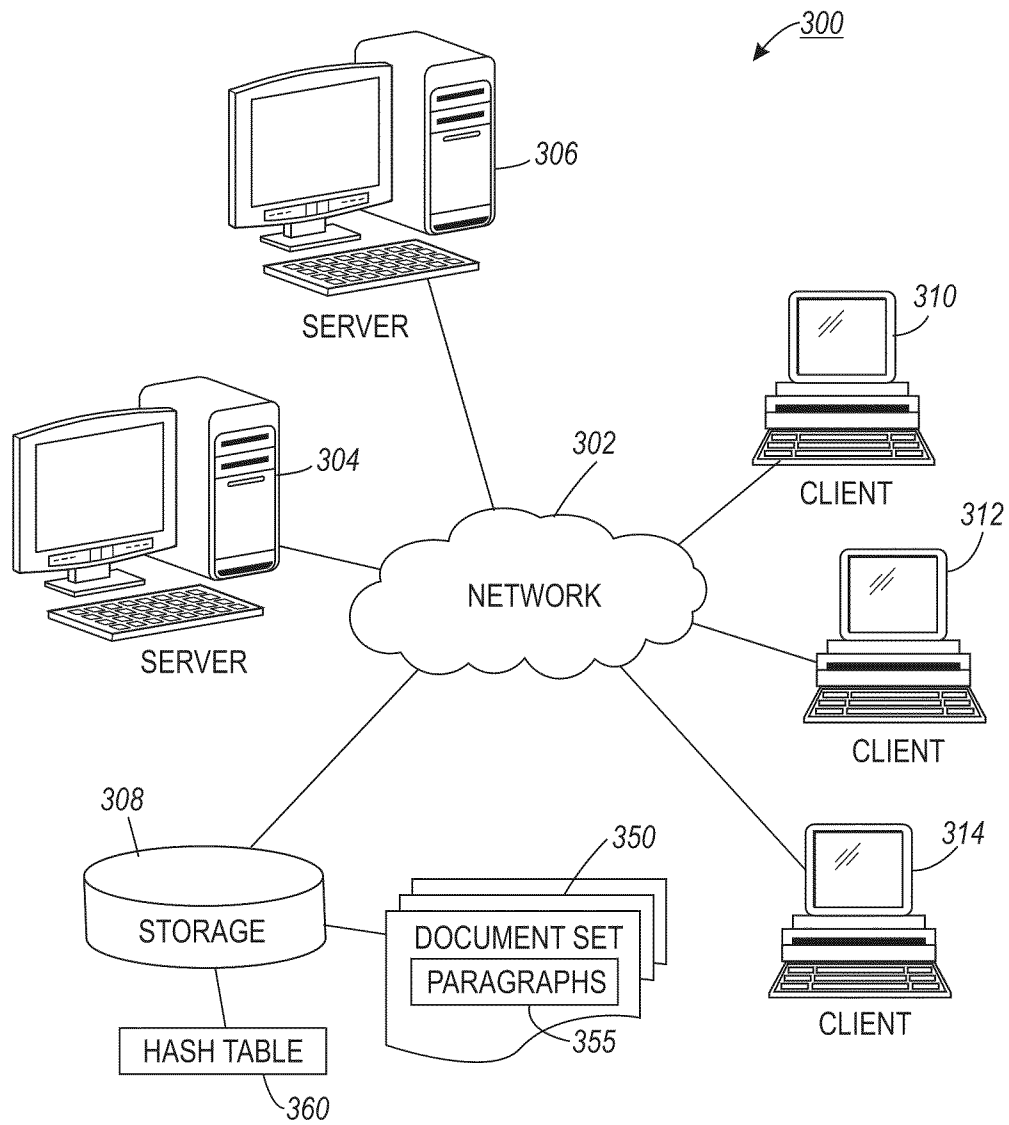 300
306
SERVER
310
CLIENT
304
302
312
NETWORK
SERVER
CLIENT
308
350
314
STORAGE
DOCUMENT SET
PARAGRAPHS
CLIENT
355
HASH TABLE
360